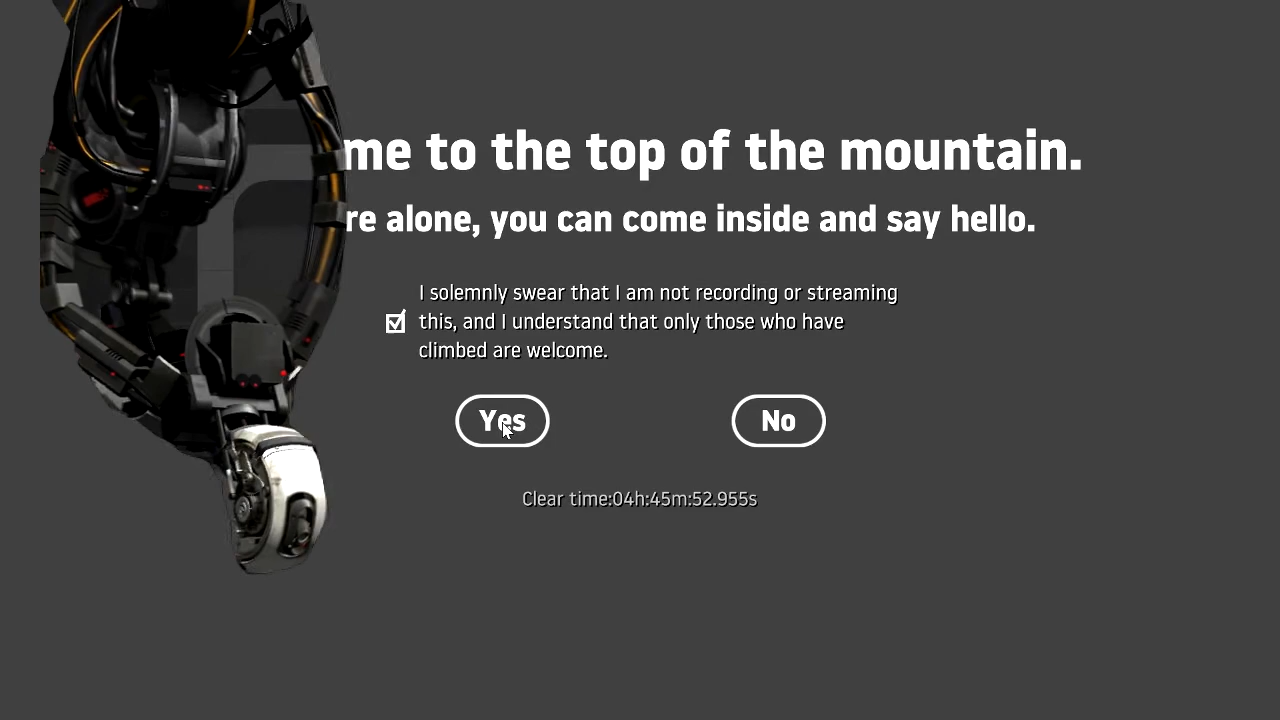 me to the top of the mountain.
re alone, you can come inside and say hello.
I solemnly swear that I am not recording or streaming
this, and I understand that only those who have
climbed are welcome.
Yes
No
Clear time:04h:45m:52.955s